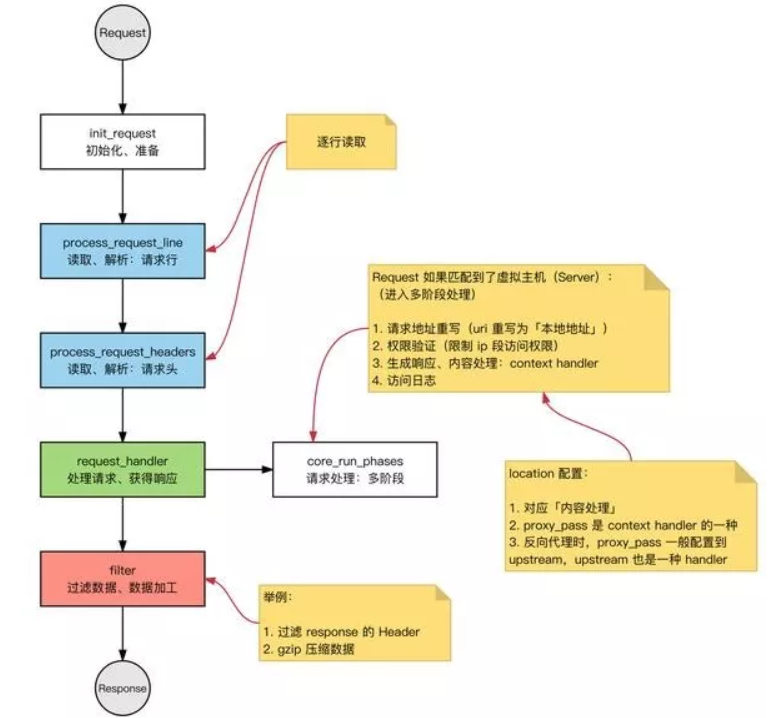 Request
init_request
初始化、准备
逐行读取
process_request_line
读取、解析：请求行
process_request_headers
读取、解析：请求头
Request 如果匹配到了虚拟主机（Server）：
（进入多阶段处理）
1. 请求地址重写（uri 重写为「本地地址」）
2. 权限验证（限制 ip 段访问权限）
3. 生成响应、内容处理：context handler
4. 访问日志
request_handler
处理请求、获得响应
core_run_phases
请求处理：多阶段
location 配置：
1. 对应「内容处理」
2. proxy_pass 是 context handler 的一种
3. 反向代理时，proxy_pass 一般配置到
upstream，upstream 也是一种 handler
filter
过滤数据、数据加工
举例：
1. 过滤 response 的 Header
2. gzip 压缩数据
Response